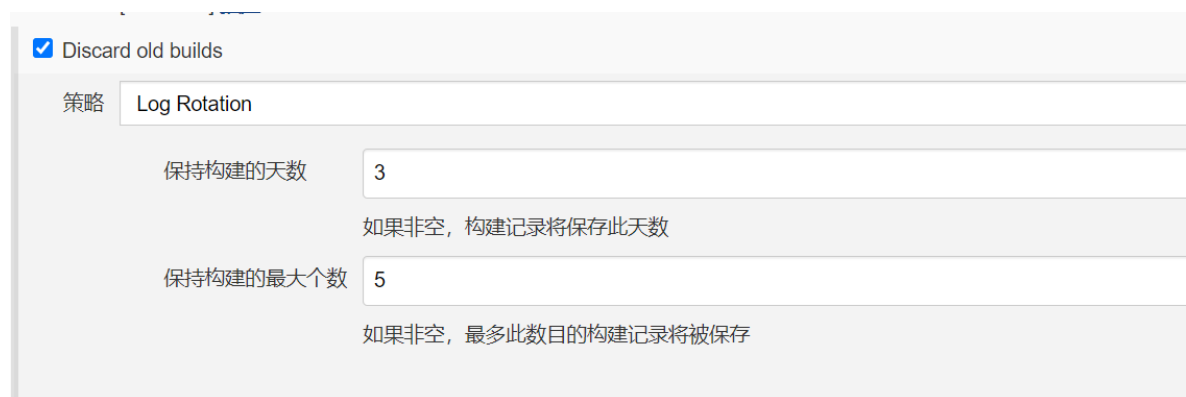 Discard old builds
策略 Log Rotation
保持构建的天数 3
如果非空，构建记录将保存此天数
保持构建的最大个数 5
如果非空，最多此数目的构建记录将被保存